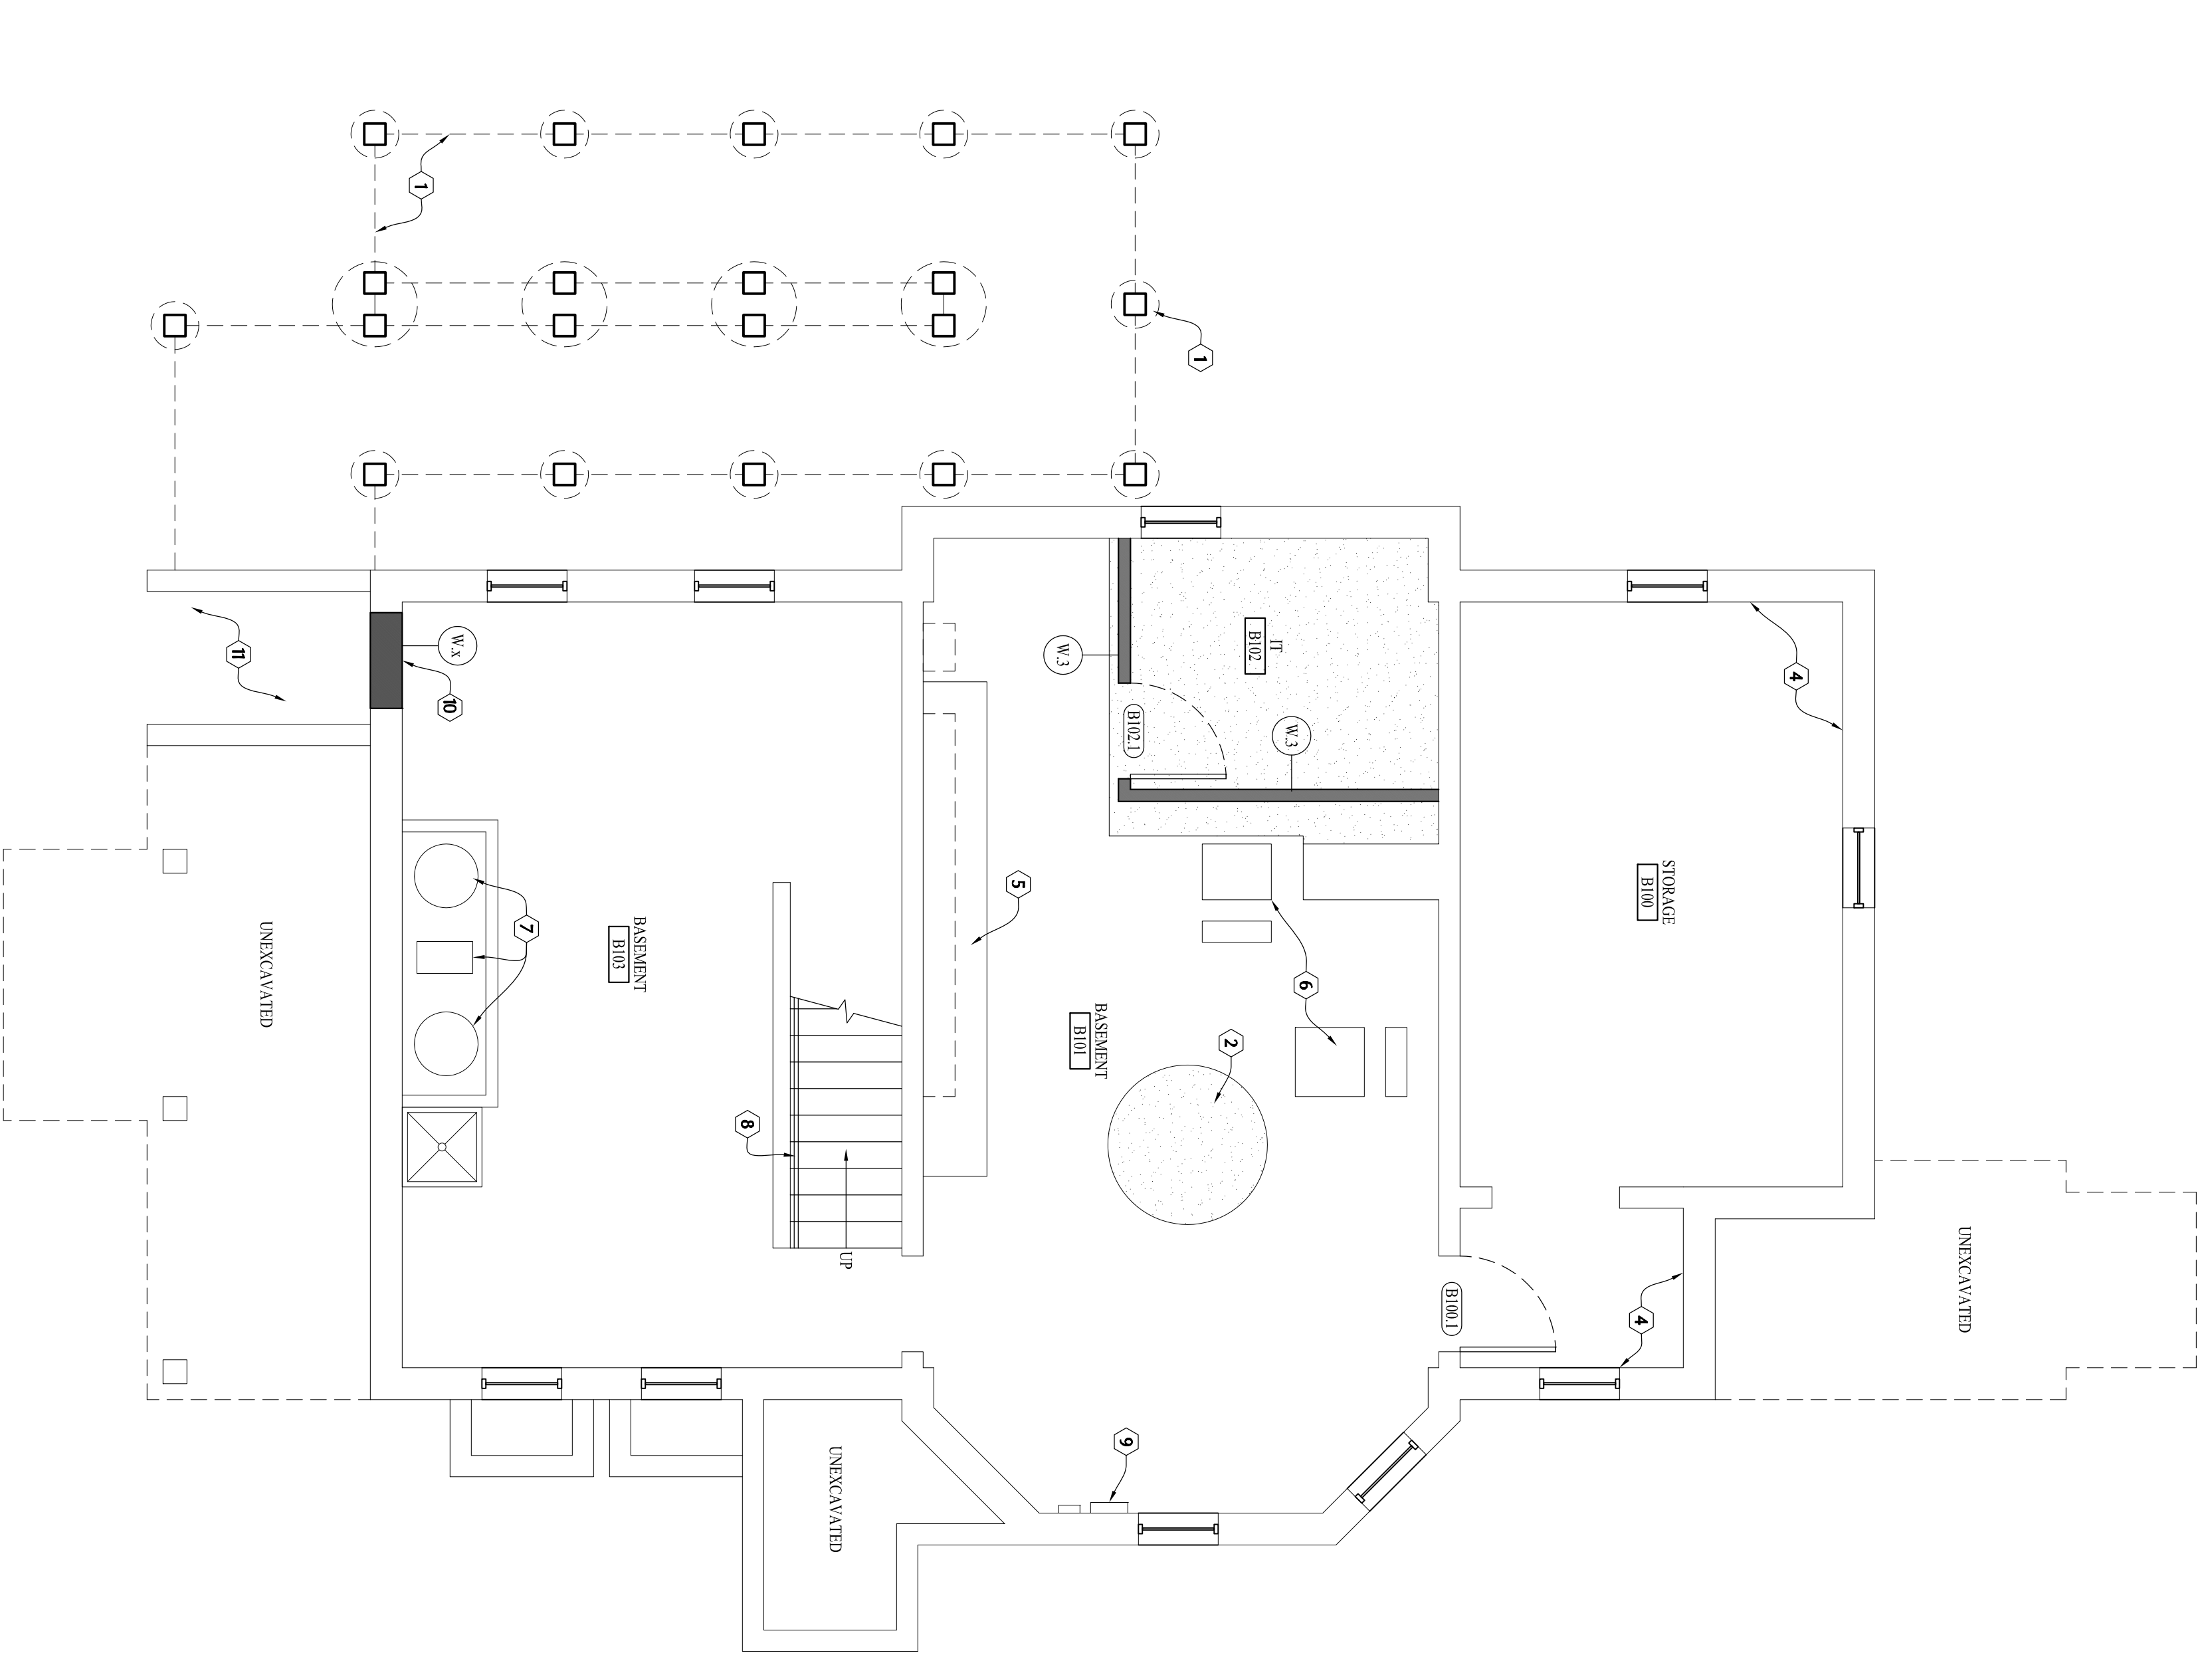 UNEXCAVATED
4
STORAGE
B100
4
B100.1
6
W.3
IT
B102
2
1
B102.1
9
BASEMENT
B101
W.3
5
UP
UNEXCAVATED
8
BASEMENT
B103
7
W.x
10
1
UNEXCAVATED
11